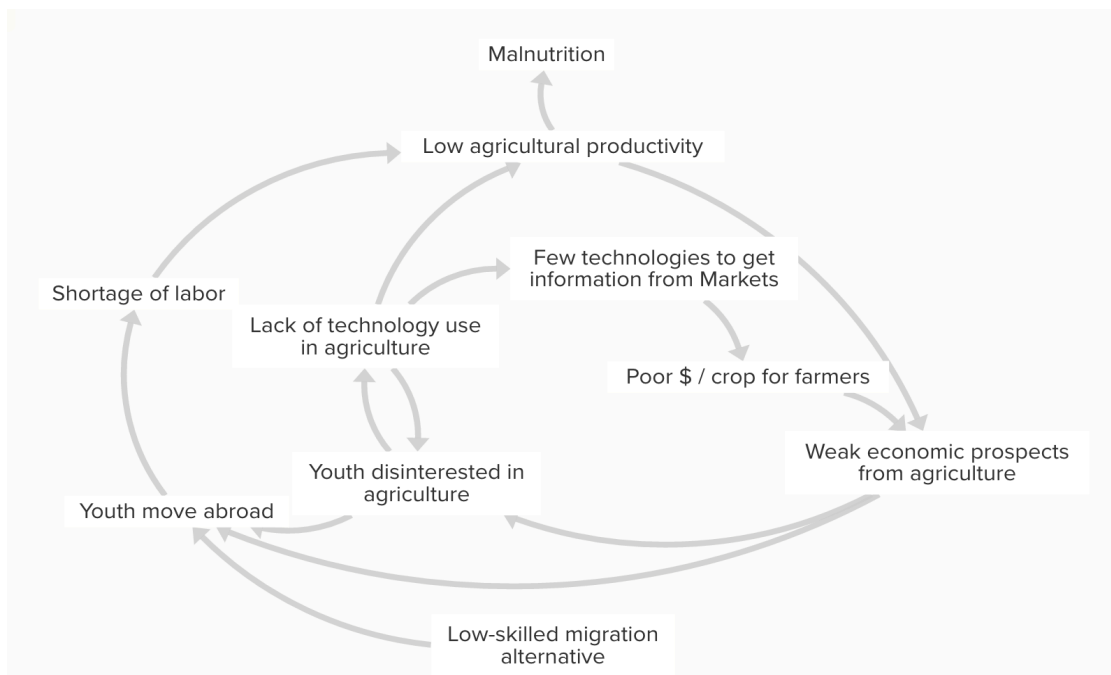 Malnutrition
Low agricultural productivity
Few technologies to get
information from Markets
Shortage of labor
Lack of technology use
in agriculture
Poor $ / crop for farmers
Weak economic prospects
from agriculture
Youth disinterested in
agriculture
Youth move abroad
Low-skilled migration
alternative